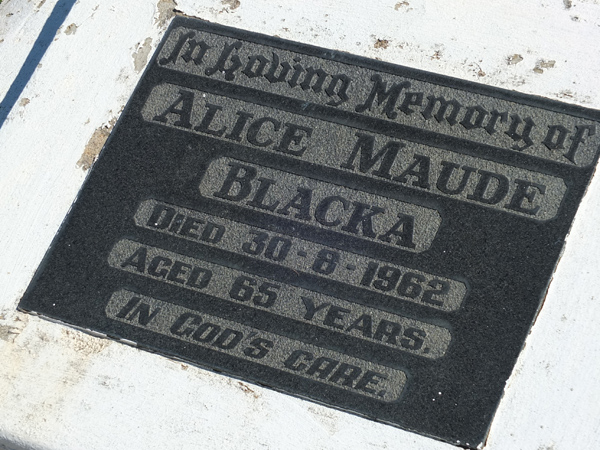 In Loving Memory of
ALICE MAUDE
BLACKA
DIED 30-8-1962
AGED 65 YEARS,
IN GOD'S CARE.